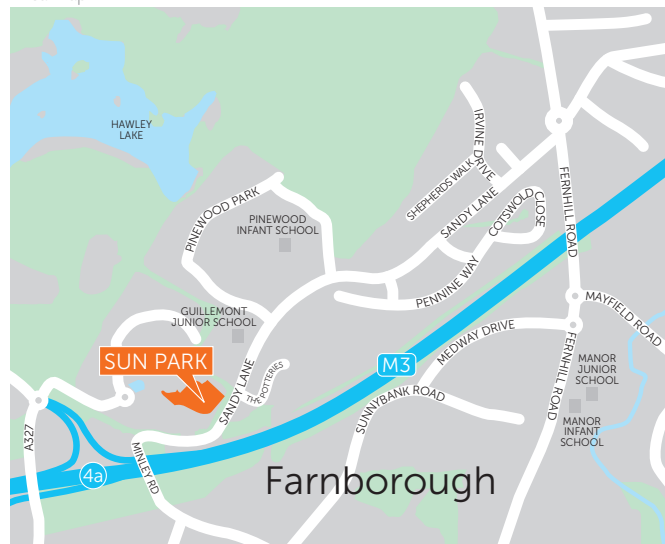 HAWLEY
LAKE
IRVINE DRIVE
SHEPHERDS WALK
SANDY LANE
COTSWOLD
CLOSE
FERNHILL ROAD
PINEWOOD PARK
PINEWOOD
INFANT SCHOOL
PENNINE WAY
MAYFIELD ROAD
GUILLEMONT
JUNIOR SCHOOL
MEDWAY DRIVE
SUN PARK
M3
FERNHILL ROAD
MANOR
JUNIOR
SCHOOL
SANDY LANE
THE POTTERIES
SUNNYBANK ROAD
MANOR
INFANT
SCHOOL
A327
MINLEY RD
4a
Farnborough